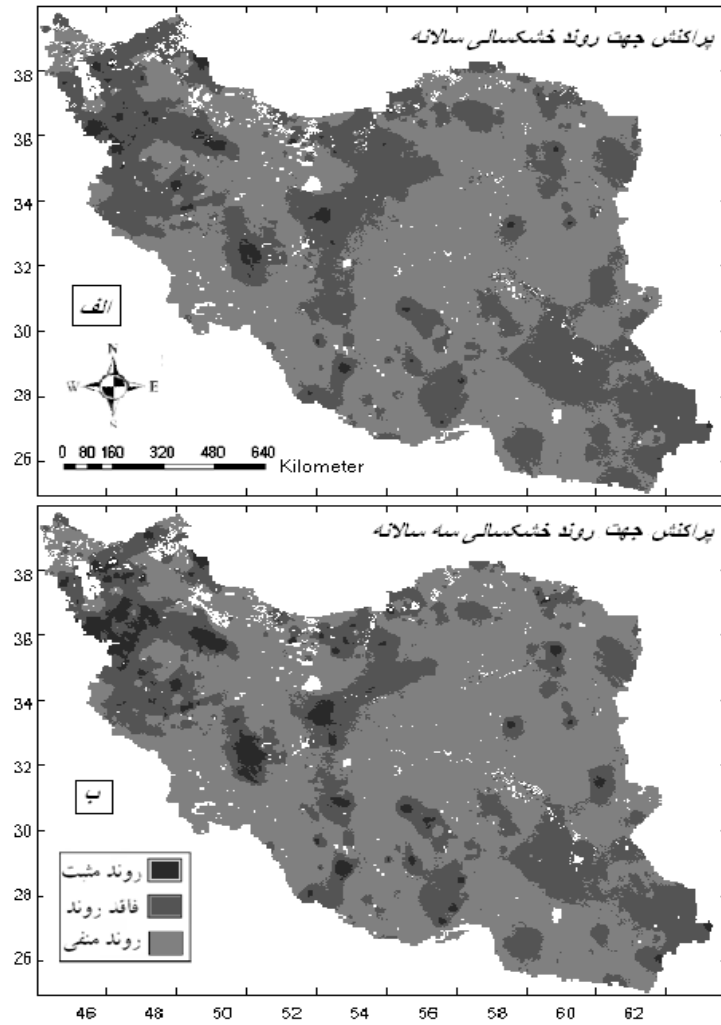 پراکنش جهت روند خشکسالی سالانه
38
36
34
32
30
28
26
الف
N
W E
S
0 80 160 320 480 640
Kilometer
پراکنش جهت روند خشکسالی سه سالانه
38
36
34
32
30
28
26
ب
روند مثبت
فاقد روند
روند منفی
46 48 50 52 54 56 58 60 62